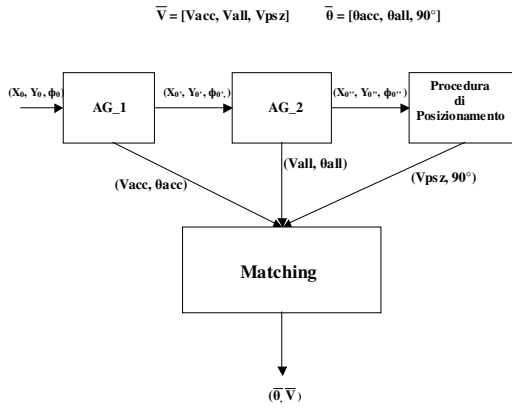 V̅ = [Vacc, Vall, Vpsz] θ̅ = [θacc, θall, 90°]
(X₀, Y₀, ϕ₀)
AG_1
(X₀', Y₀', ϕ₀'.)
AG_2
(X₀'', Y₀'', ϕ₀'')
Procedura
di
Posizionamento
(Vacc, θacc)
(Vall, θall)
(Vpsz, 90°)
Matching
(θ̅, V̅)